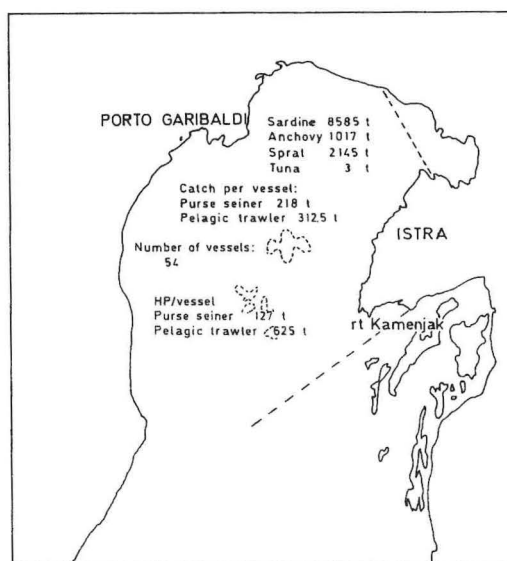 PORTO GARIBALDI
Sardine 8585 t
Anchovy 1017 t
Sprat 2145 t
Tuna 3 t
Catch per vessel:
Purse seiner 218 t
Pelagic trawler 312.5 t
Number of vessels:
54
ISTRA
HP/vessel
Purse seiner 127 t
Pelagic trawler 625 t
rt Kamenjak